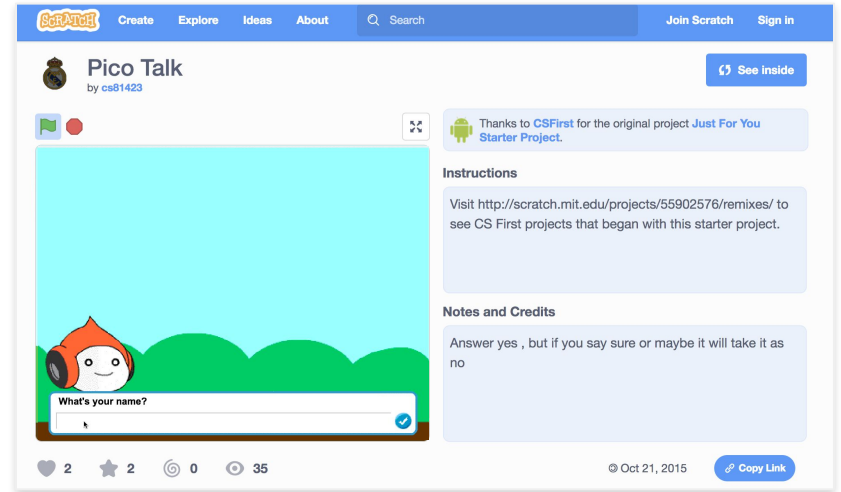 SCRATCH Create Explore Ideas About Search Join Scratch Sign in
Pico Talk
by cs81423
See inside
Thanks to CSFirst for the original project Just For You
Starter Project.
Instructions
Visit http://scratch.mit.edu/projects/55902576/remixes/ to
see CS First projects that began with this starter project.
Notes and Credits
Answer yes , but if you say sure or maybe it will take it as
no
What's your name?
2 2 0 35
© Oct 21, 2015
Copy Link